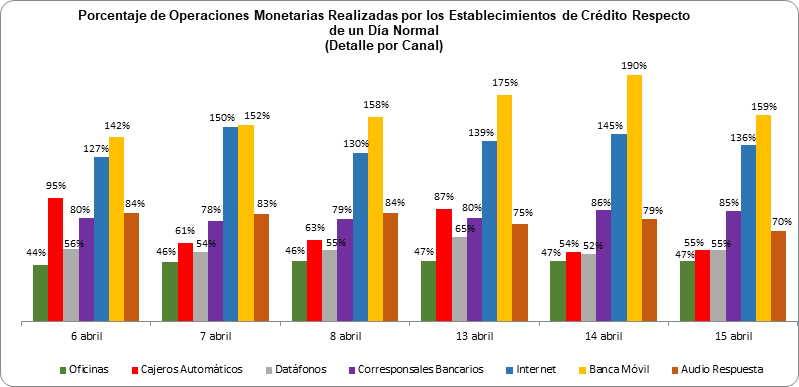 Porcentaje de Operaciones Monetarias Realizadas por los Establecimientos de Crédito Respecto
de un Día Normal
(Detalle por Canal)
44% 95% 56% 80% 127% 142% 84%
46% 61% 54% 78% 150% 152% 83%
46% 63% 55% 79% 130% 158% 84%
47% 87% 65% 80% 139% 175% 75%
47% 54% 52% 86% 145% 190% 79%
47% 55% 55% 85% 136% 159% 70%
6 abril 7 abril 8 abril 13 abril 14 abril 15 abril
Oficinas Cajeros Automáticos Datáfonos Corresponsales Bancarios Internet Banca Móvil Audio Respuesta